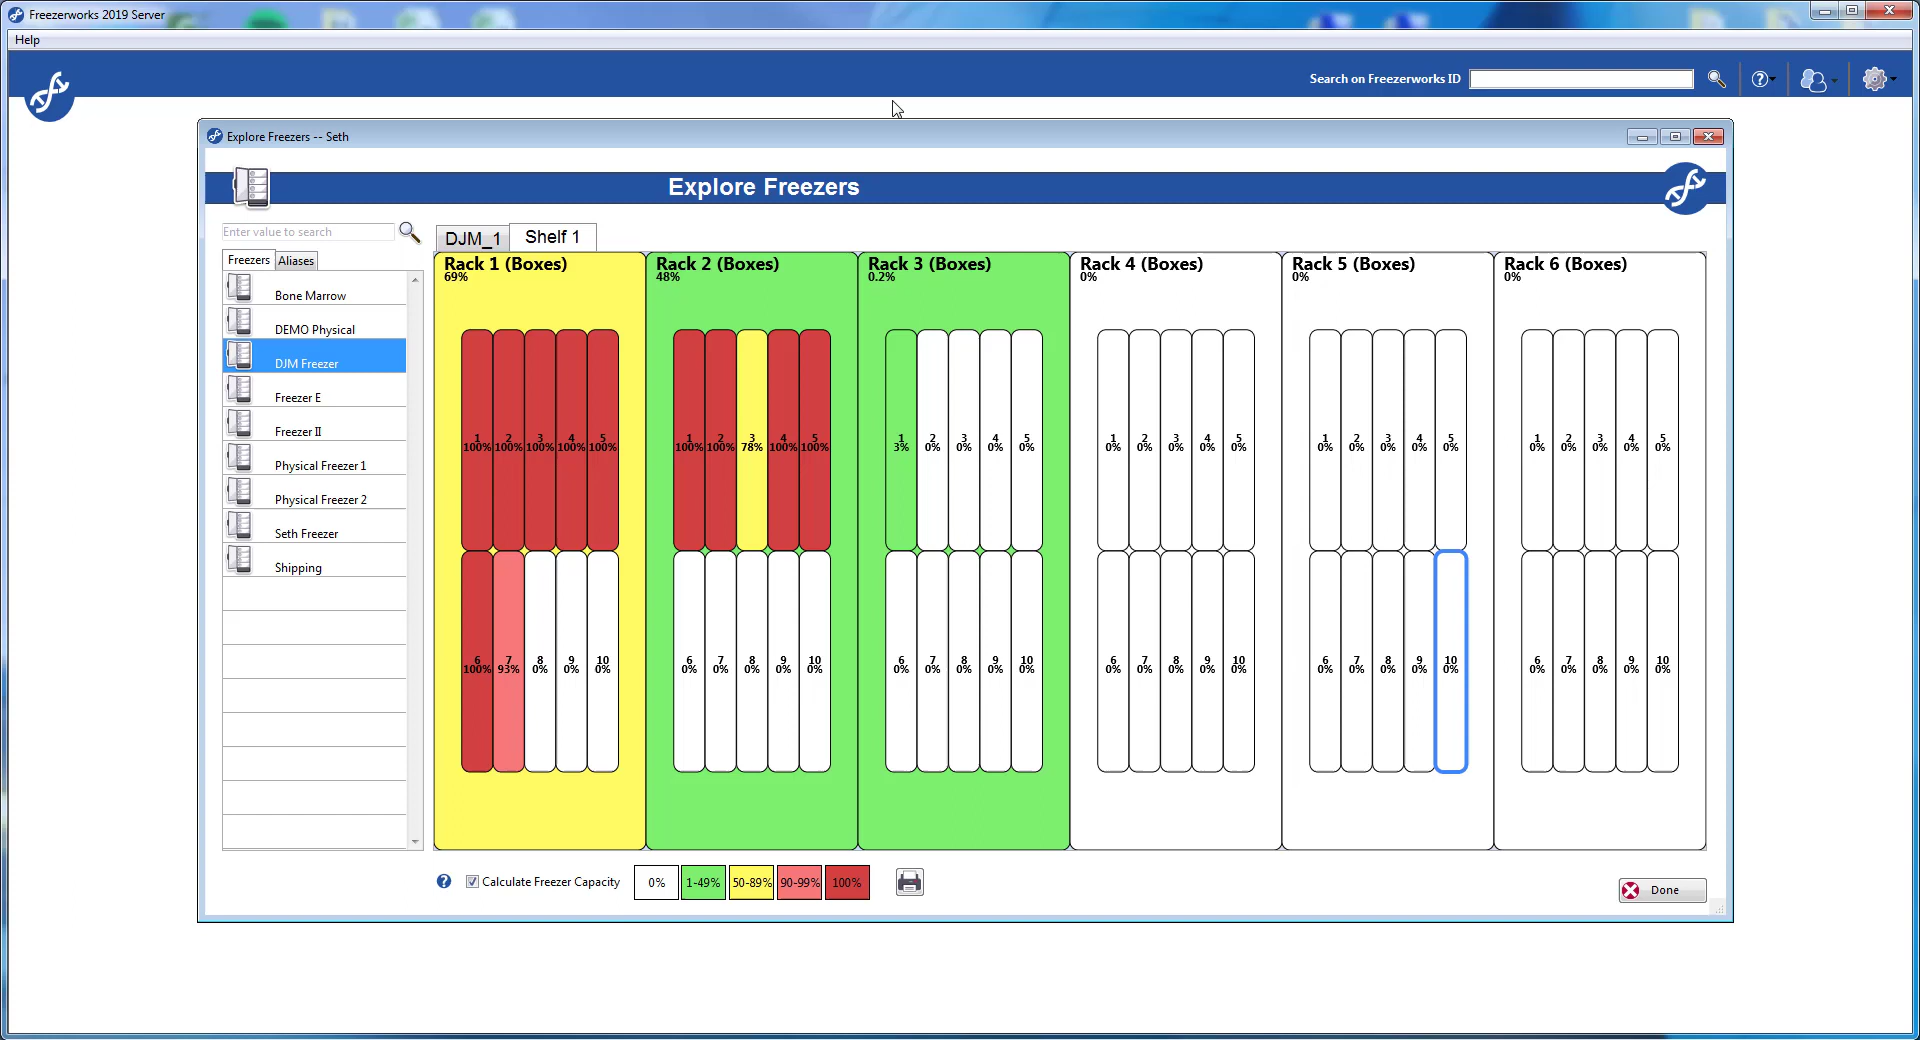 Freezerworks 2019 Server
Help
Search on Freezerworks ID
Explore Freezers -- Seth
Explore Freezers
Enter value to search
Freezers Aliases
Bone Marrow
DEMO Physical
DJM Freezer
Freezer E
Freezer II
Physical Freezer 1
Physical Freezer 2
Seth Freezer
Shipping
DJM_1 Shelf 1
Rack 1 (Boxes)
69%
1 2 3 4 5
100% 100% 100% 100% 100%
6 7 8 9 10
100% 93% 0% 0% 0%
Rack 2 (Boxes)
48%
1 2 3 4 5
100% 100% 78% 100% 100%
6 7 8 9 10
0% 0% 0% 0% 0%
Rack 3 (Boxes)
0.2%
1 2 3 4 5
3% 0% 0% 0% 0%
6 7 8 9 10
0% 0% 0% 0% 0%
Rack 4 (Boxes)
0%
1 2 3 4 5
0% 0% 0% 0% 0%
6 7 8 9 10
0% 0% 0% 0% 0%
Rack 5 (Boxes)
0%
1 2 3 4 5
0% 0% 0% 0% 0%
6 7 8 9 10
0% 0% 0% 0% 0%
Rack 6 (Boxes)
0%
1 2 3 4 5
0% 0% 0% 0% 0%
6 7 8 9 10
0% 0% 0% 0% 0%
Calculate Freezer Capacity
0% 1-49% 50-89% 90-99% 100%
Done